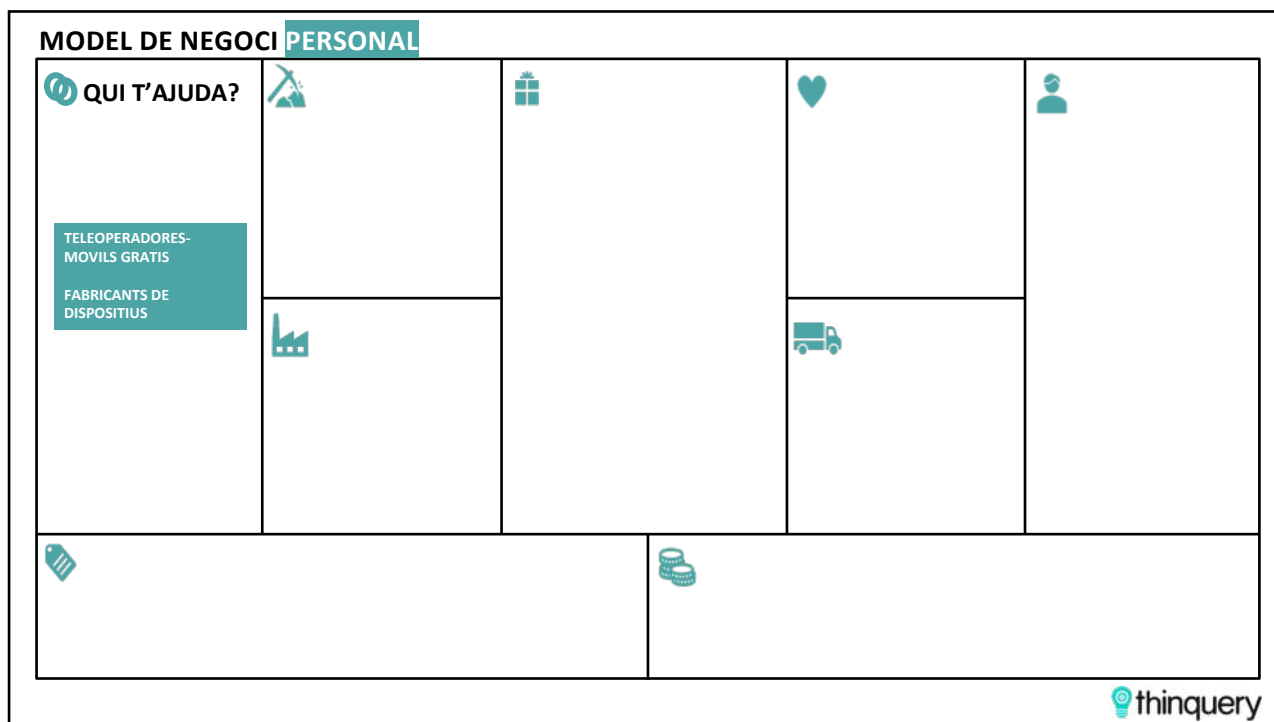 MODEL DE NEGOCI PERSONAL
QUI T’AJUDA?
TELEOPERADORES-
MOVILS GRATIS
FABRICANTS DE
DISPOSITIUS
thinquery